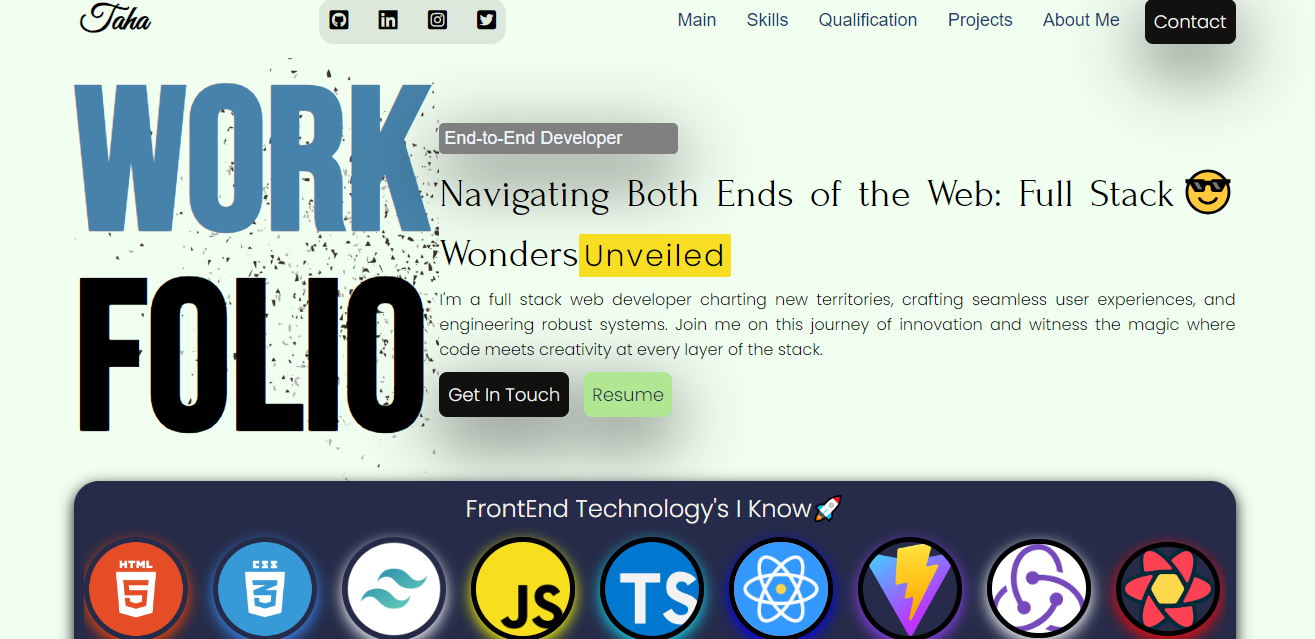 Taha
Main Skills Qualification Projects About Me Contact
WORK
FOLIO
End-to-End Developer
Navigating Both Ends of the Web: Full Stack 😎
Wonders Unveiled
I'm a full stack web developer charting new territories, crafting seamless user experiences, and
engineering robust systems. Join me on this journey of innovation and witness the magic where
code meets creativity at every layer of the stack.
Get In Touch Resume
FrontEnd Technology's I Know🚀
HTML CSS
5 3 JS TS